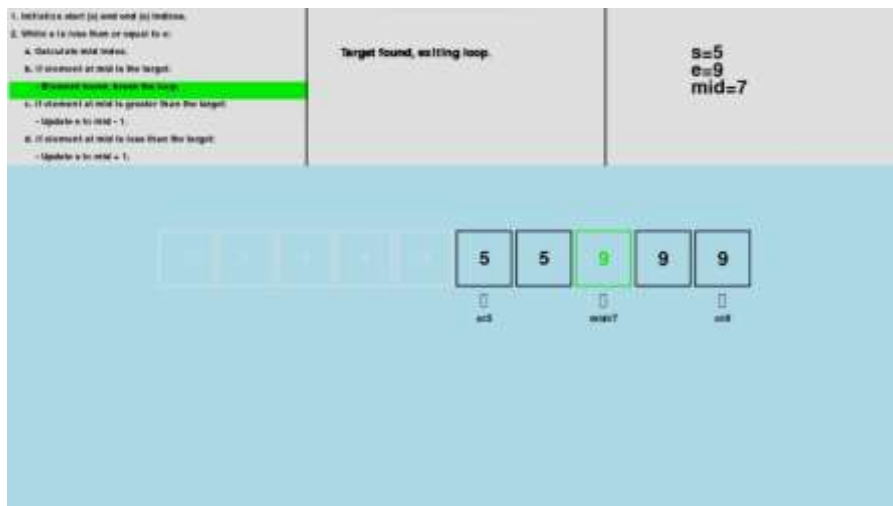 1. Initialize start (s) and end (e) indices.
2. While s is less than or equal to e:
a. Calculate mid index.
b. If element at mid is the target:
- Element found, break the loop.
c. If element at mid is greater than the target:
- Update e to mid - 1.
d. If element at mid is less than the target:
- Update s to mid + 1.
Target found, exiting loop.
s=5
e=9
mid=7
5 5 9 9 9
s=5 mid=7 e=9